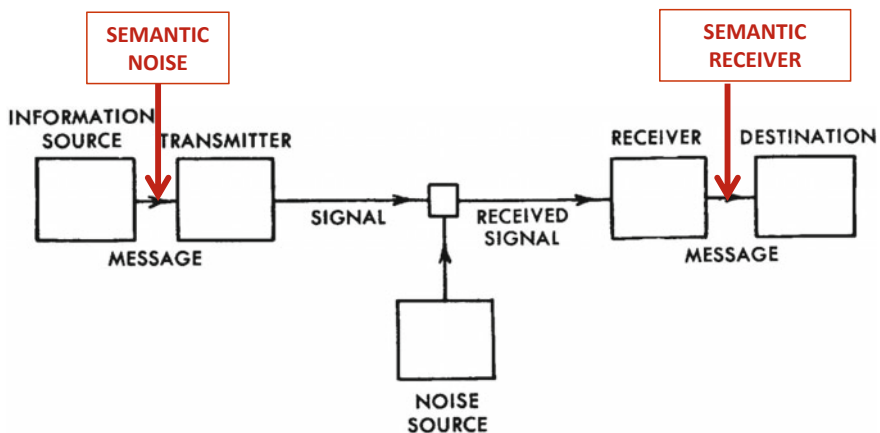 SEMANTIC
NOISE
SEMANTIC
RECEIVER
INFORMATION
SOURCE
TRANSMITTER
RECEIVER
DESTINATION
SIGNAL
RECEIVED
SIGNAL
MESSAGE
MESSAGE
NOISE
SOURCE